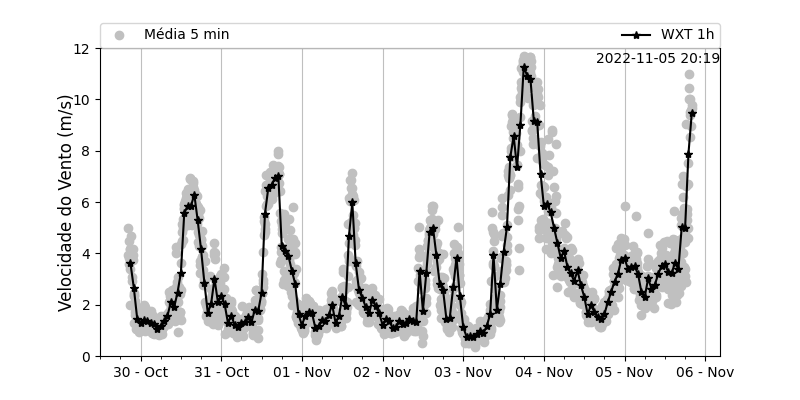 Média 5 min
WXT 1h
2022-11-05 20:19
Velocidade do Vento (m/s)
12
10
8
6
4
2
0
30 - Oct
31 - Oct
01 - Nov
02 - Nov
03 - Nov
04 - Nov
05 - Nov
06 - Nov